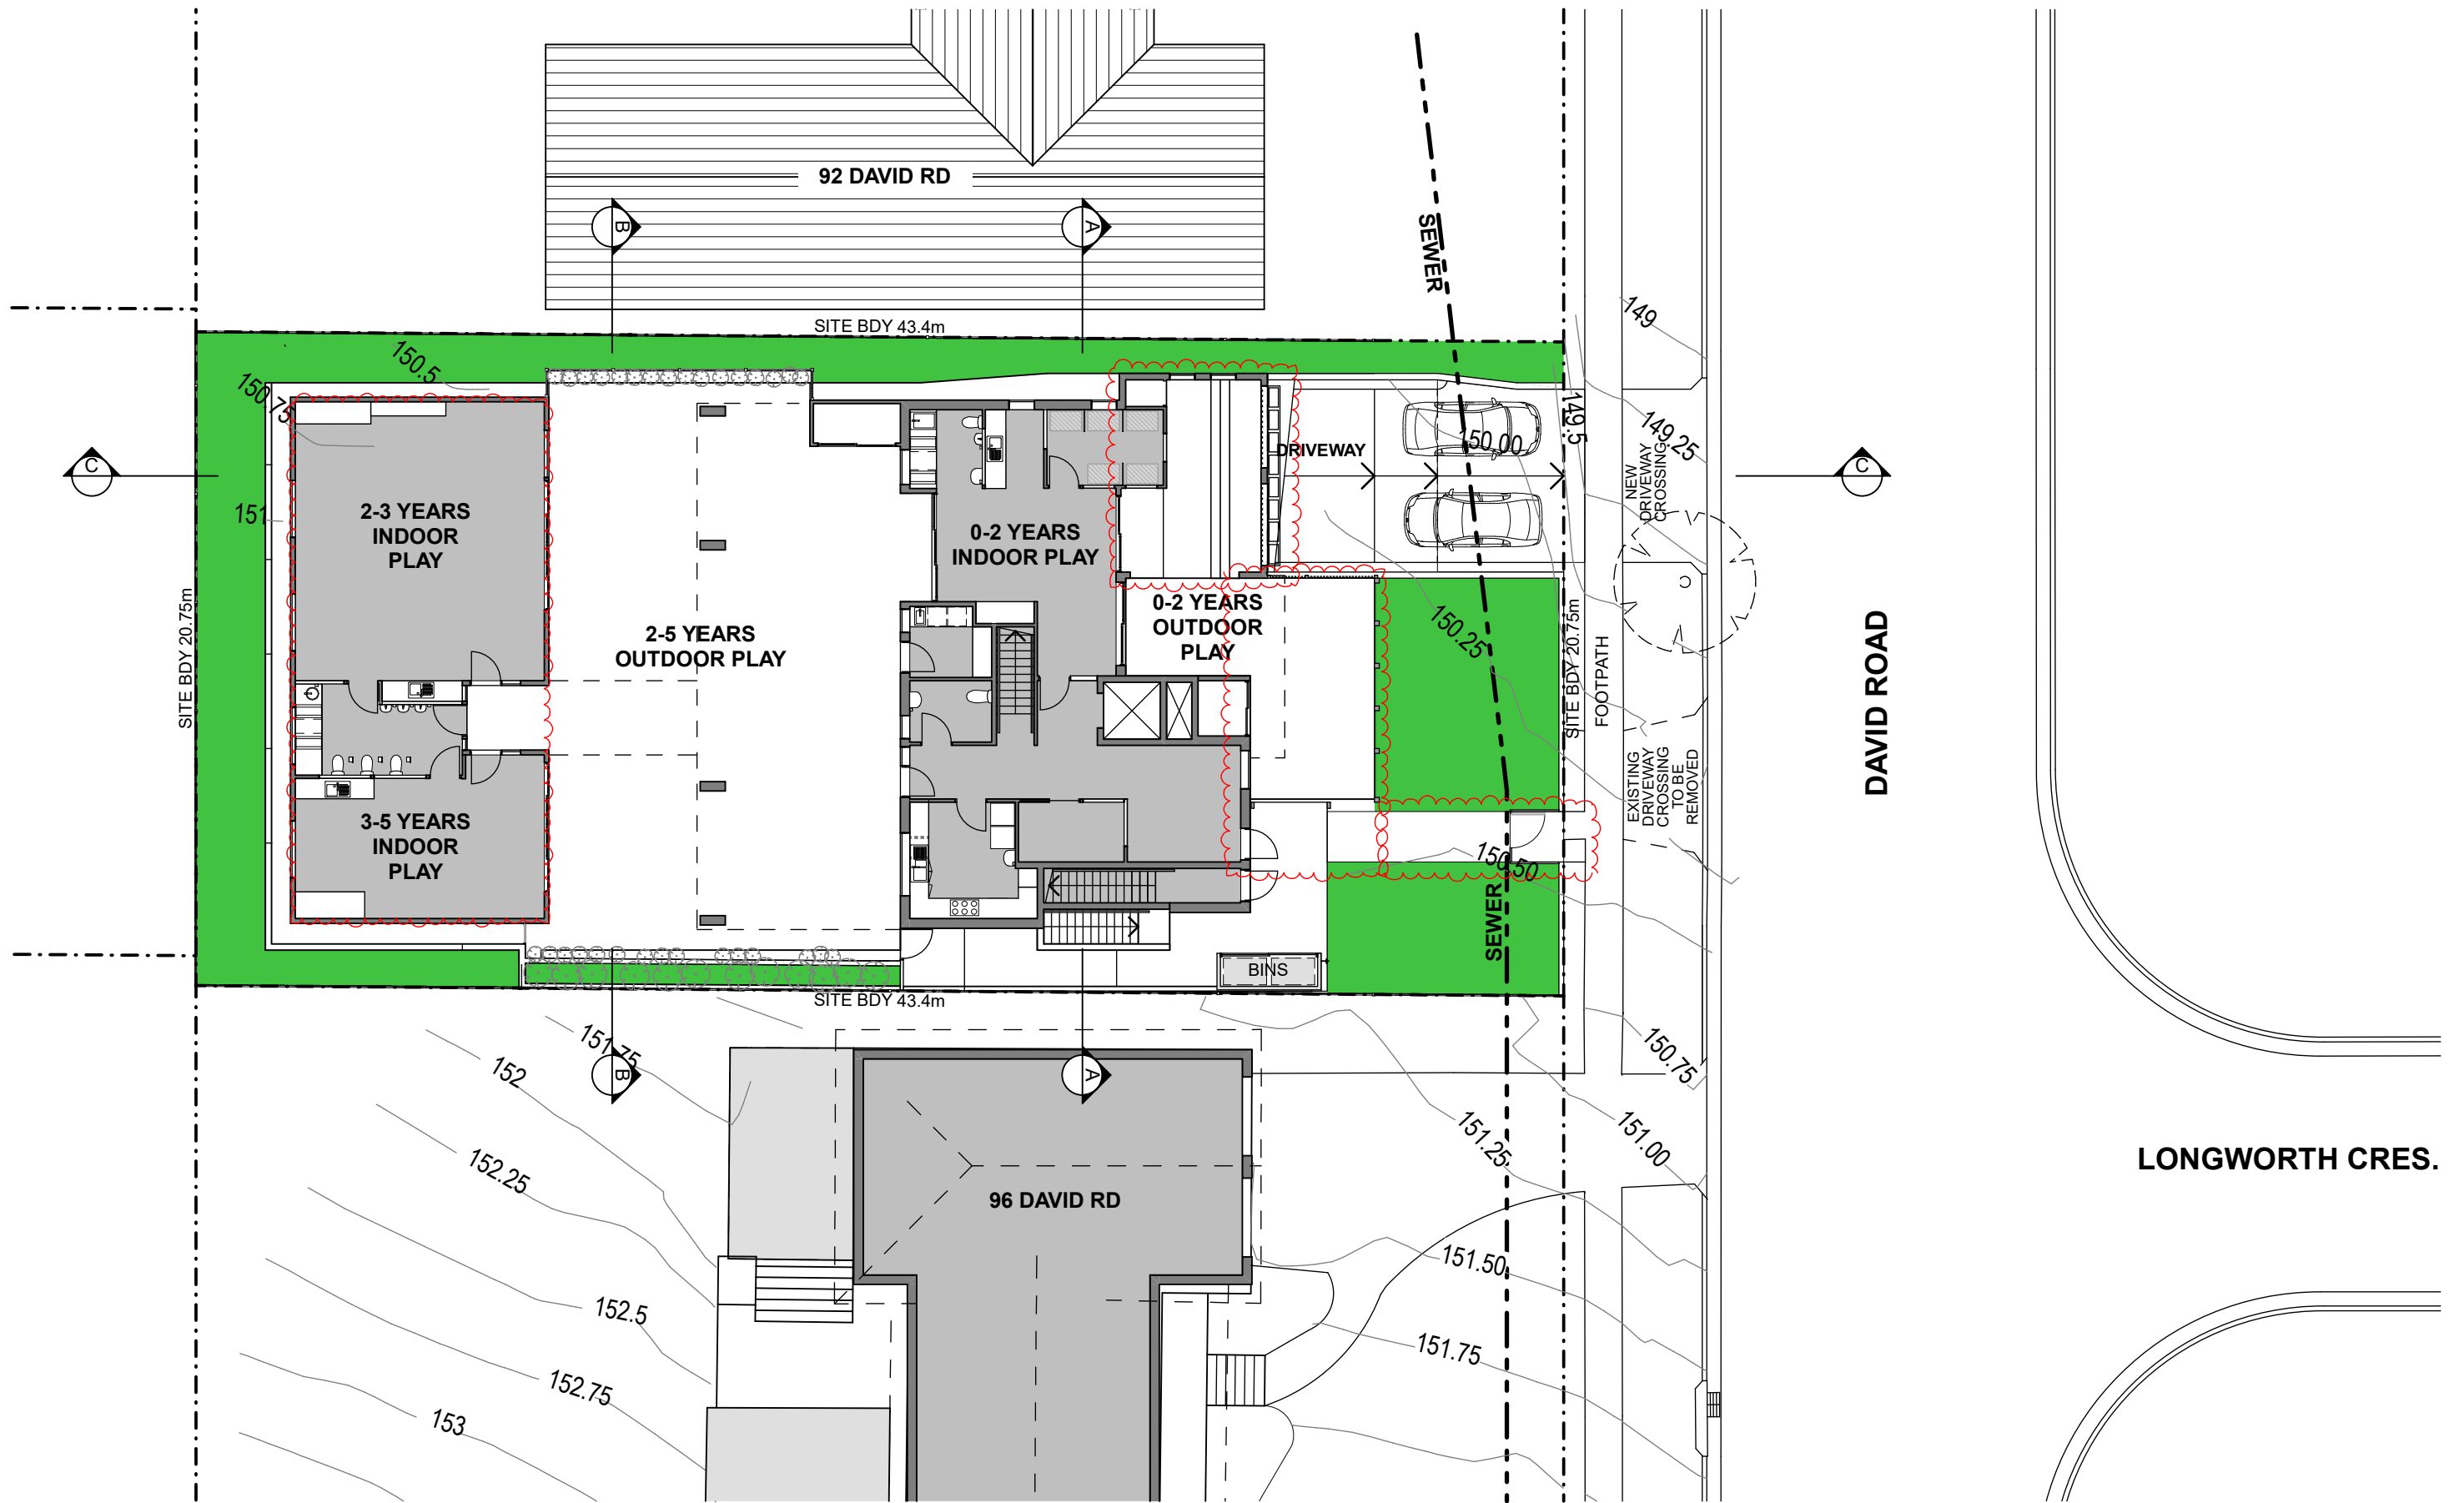 92 DAVID RD
B
A
SEWER
SITE BDY 43.4m
149
150.5
150.75
149.5
149.25
150.00
DRIVEWAY
NEW
DRIVEWAY
CROSSING
C
C
151
2-3 YEARS
INDOOR
PLAY
0-2 YEARS
INDOOR PLAY
0-2 YEARS
OUTDOOR
PLAY
2-5 YEARS
OUTDOOR PLAY
150.25
SITE BDY 20.75m
SITE BDY 20.75m
FOOTPATH
DAVID ROAD
EXISTING
DRIVEWAY
CROSSING
TO BE
REMOVED
3-5 YEARS
INDOOR
PLAY
150.50
SEWER
BINS
SITE BDY 43.4m
151.75
B
A
152
150.75
151.25
151.00
152.25
LONGWORTH CRES.
96 DAVID RD
151.50
152.5
151.75
152.75
153